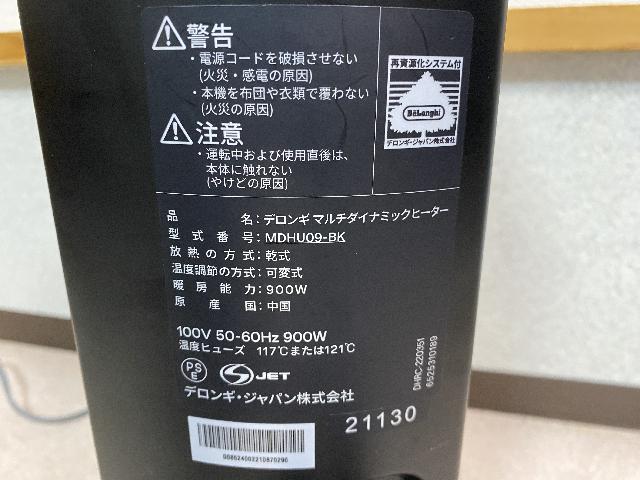 警告
・電源コードを破損させない
(火災・感電の原因)
・本機を布団や衣類で覆わない
(火災の原因)
注意
・運転中および使用直後は、
本体に触れない
(やけどの原因)
再資源化システム付
DeLonghi
デロンギ・ジャパン株式会社
品名：デロンギ マルチダイナミックヒーター
型式番号：MDHU09-BK
放熱の方式：乾式
温度調節の方式：可変式
暖房能力：900W
原産国：中国
100V 50-60Hz 900W
温度ヒューズ 117℃または121℃
PSE
S JET
デロンギ・ジャパン株式会社
DHRC-220351
6525310189
21130